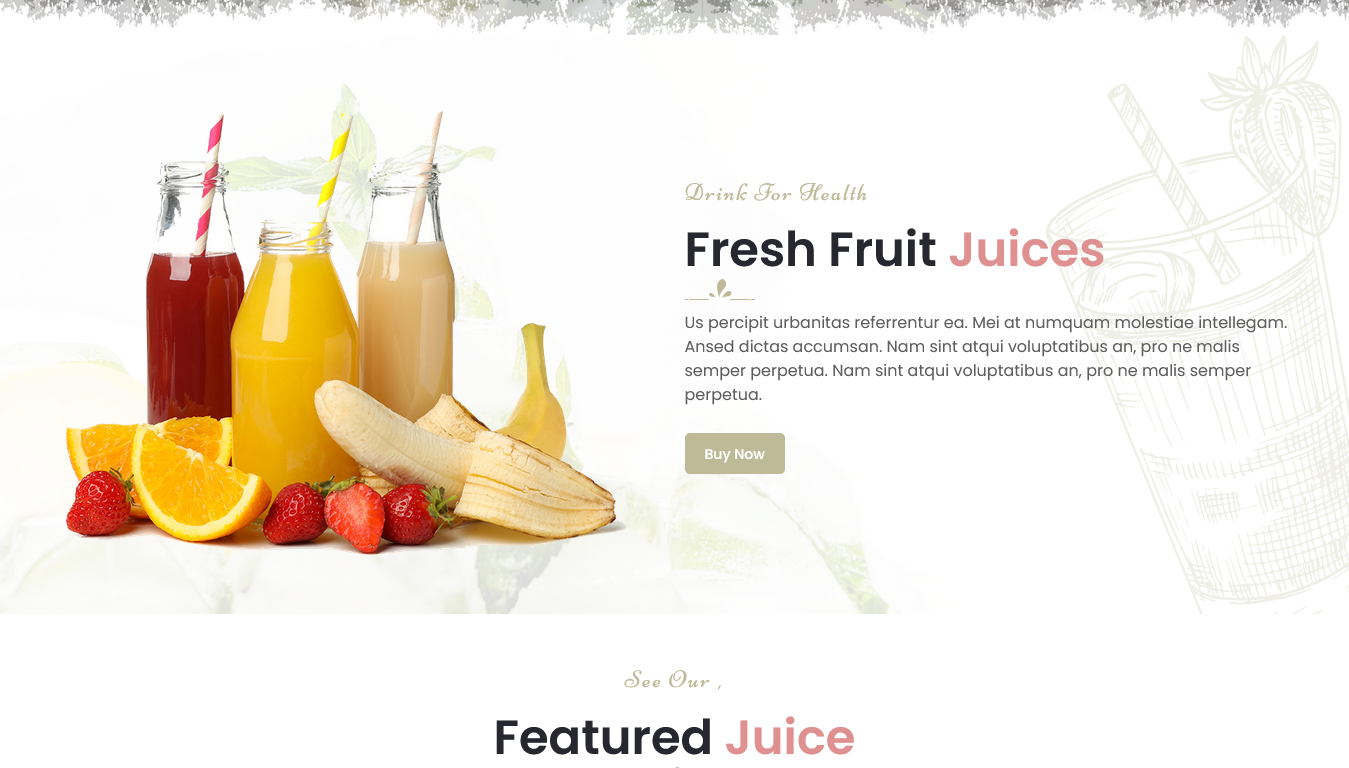 Drink For Health
Fresh Fruit Juices
Us percipit urbanitas referrentur ea. Mei at numquam molestiae intellegam.
Ansed dictas accumsan. Nam sint atqui voluptatibus an, pro ne malis
semper perpetua. Nam sint atqui voluptatibus an, pro ne malis semper
perpetua.
Buy Now
See Our ,
Featured Juice